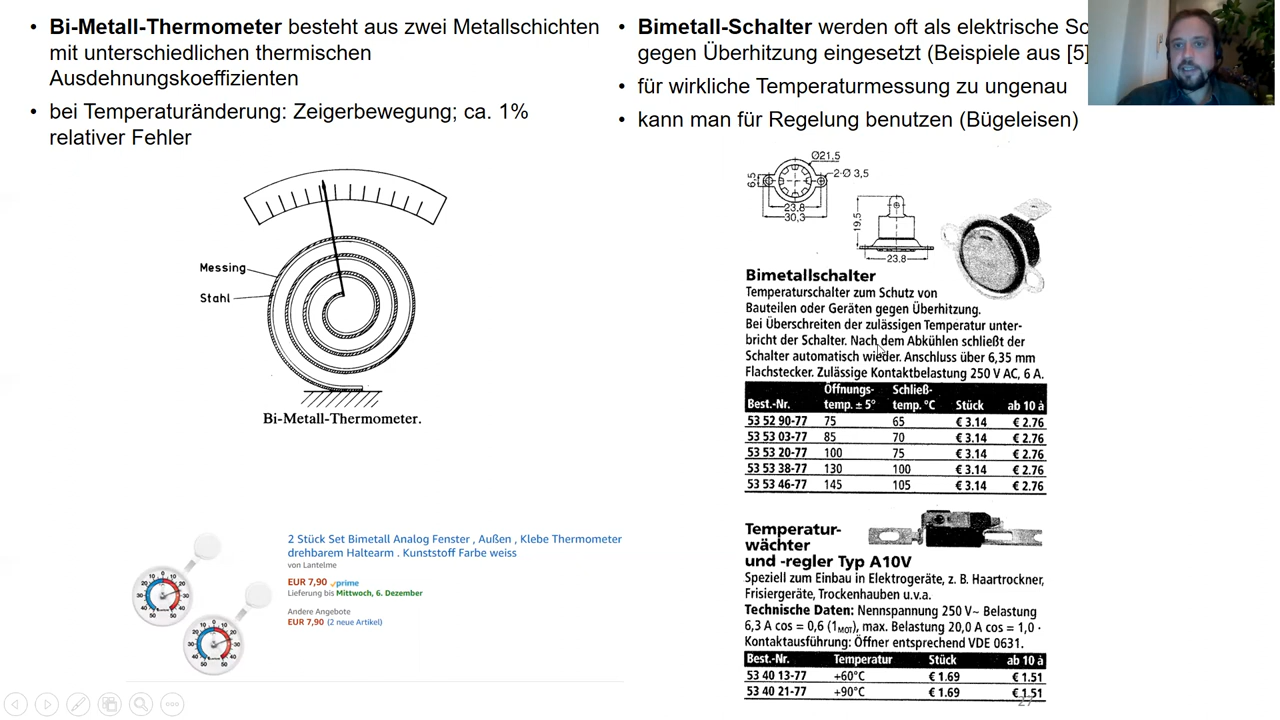 • Bi-Metall-Thermometer besteht aus zwei Metallschichten
mit unterschiedlichen thermischen
Ausdehnungskoeffizienten
• bei Temperaturänderung: Zeigerbewegung; ca. 1%
relativer Fehler
Messing
Stahl
Bi-Metall-Thermometer.
2 Stück Set Bimetall Analog Fenster , Außen , Klebe Thermometer
drehbarem Haltearm . Kunststoff Farbe weiss
von Lantelme
EUR 7,90 prime
Lieferung bis Mittwoch, 6. Dezember
Andere Angebote
EUR 7,90 (2 neue Artikel)
• Bimetall-Schalter werden oft als elektrische Sc
gegen Überhitzung eingesetzt (Beispiele aus [5]
• für wirkliche Temperaturmessung zu ungenau
• kann man für Regelung benutzen (Bügeleisen)
Ø21,5
2-Ø 3,5
6,5
23.8
30,3
19,5
23.8
Bimetallschalter
Temperaturschalter zum Schutz von
Bauteilen oder Geräten gegen Überhitzung.
Bei Überschreiten der zulässigen Temperatur unter-
bricht der Schalter. Nach dem Abkühlen schließt der
Schalter automatisch wieder. Anschluss über 6,35 mm
Flachstecker. Zulässige Kontaktbelastung 250 V AC, 6 A.
Öffnungs- Schließ-
Best.-Nr. temp. ± 5° temp. °C Stück ab 10 à
53 52 90-77 75 65 € 3.14 € 2.76
53 53 03-77 85 70 € 3.14 € 2.76
53 53 20-77 100 75 € 3.14 € 2.76
53 53 38-77 130 100 € 3.14 € 2.76
53 53 46-77 145 105 € 3.14 € 2.76
Temperatur-
wächter
und -regler Typ A10V
Speziell zum Einbau in Elektrogeräte, z. B. Haartrockner,
Frisiergeräte, Trockenhauben u.v.a.
Technische Daten: Nennspannung 250 V~ Belastung
6,3 A cos = 0,6 (1MOT), max. Belastung 20,0 A cos = 1,0 ·
Kontaktausführung: Öffner entsprechend VDE 0631.
Best.-Nr. Temperatur Stück ab 10 à
53 40 13-77 +60°C € 1.69 € 1.51
53 40 21-77 +90°C € 1.69 € 1.51
27